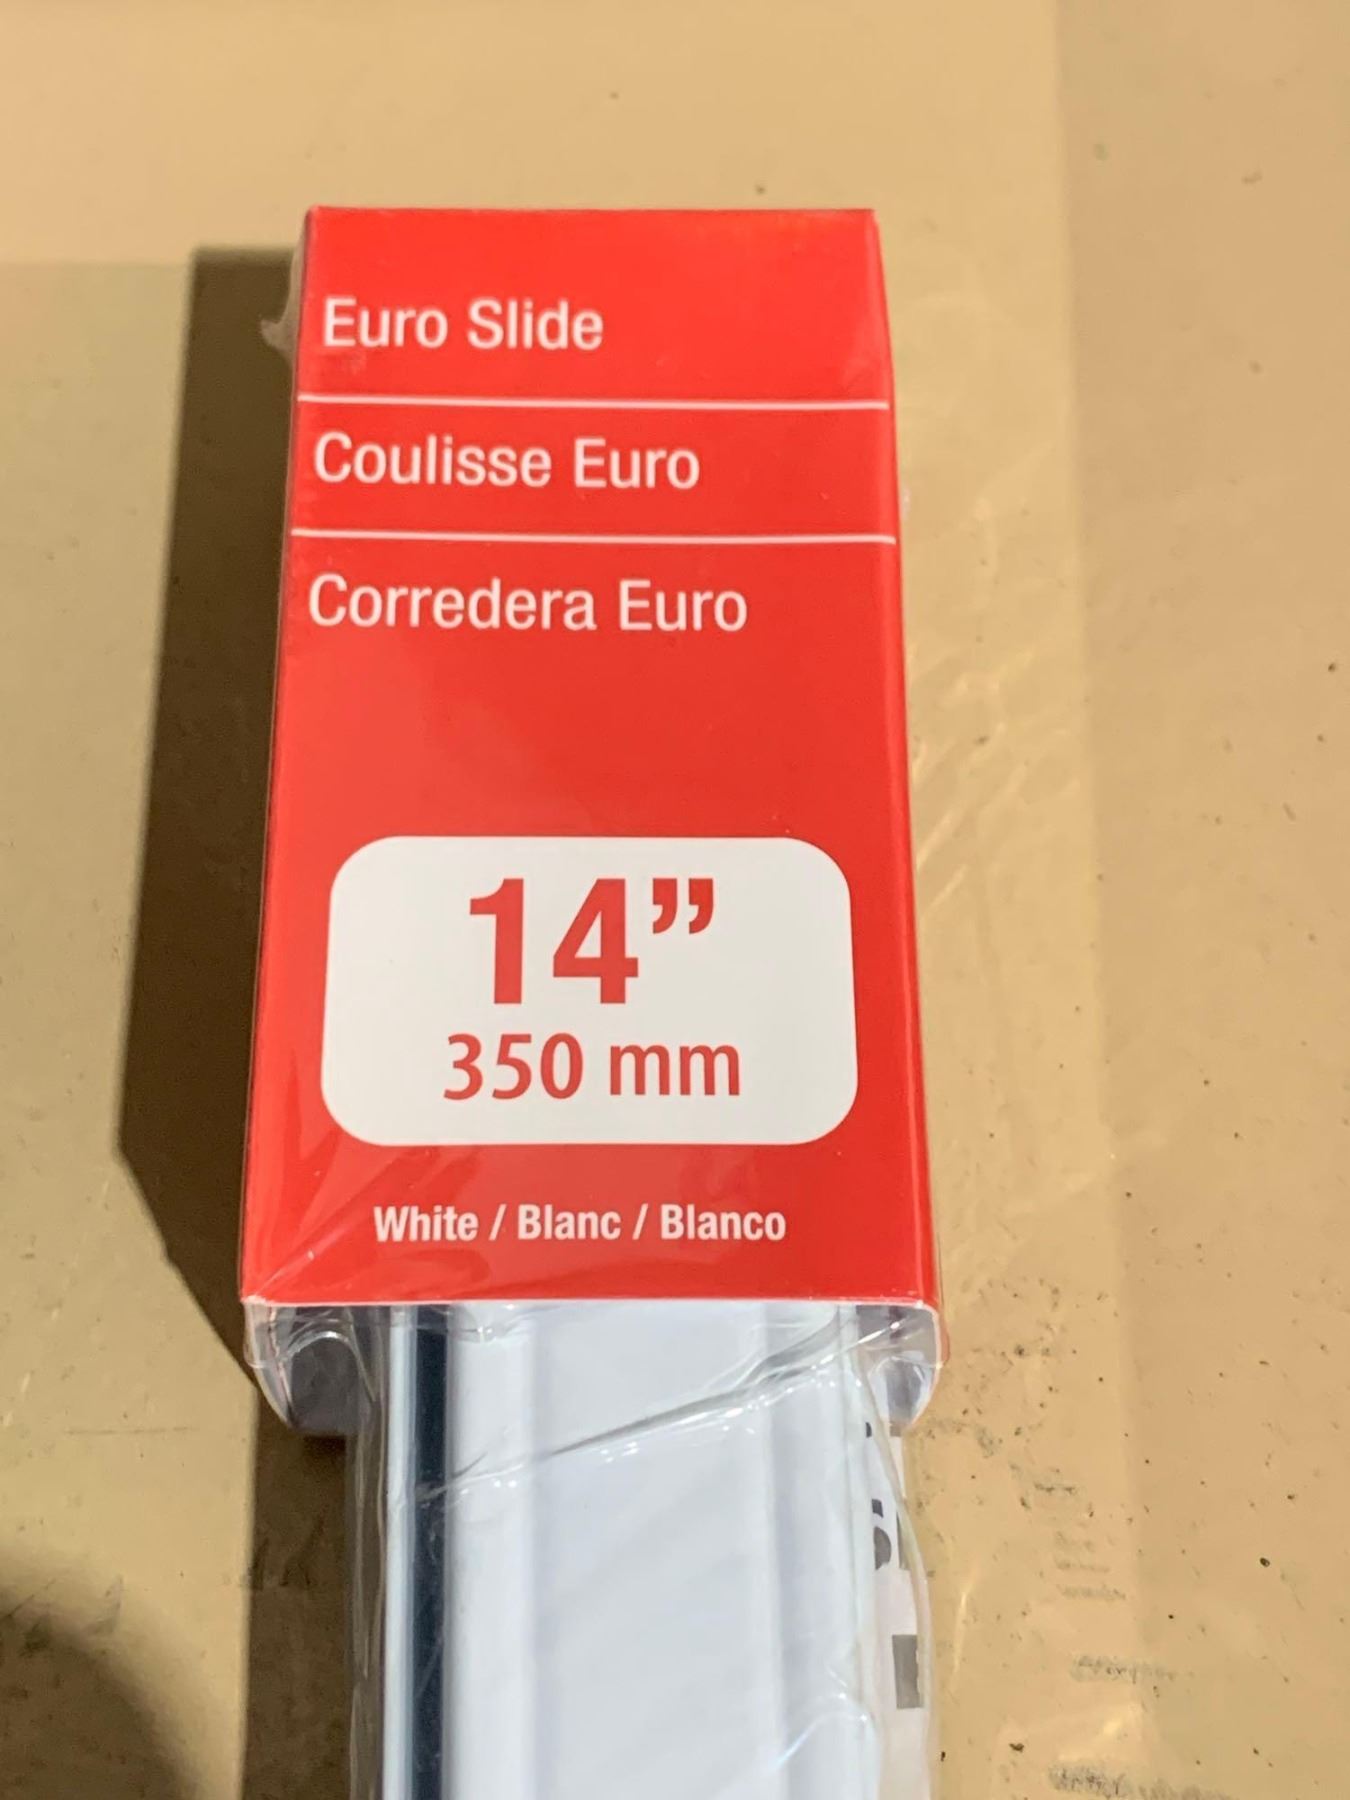 Euro Slide
Coulisse Euro
Corredera Euro
14”
350 mm
White / Blanc / Blanco